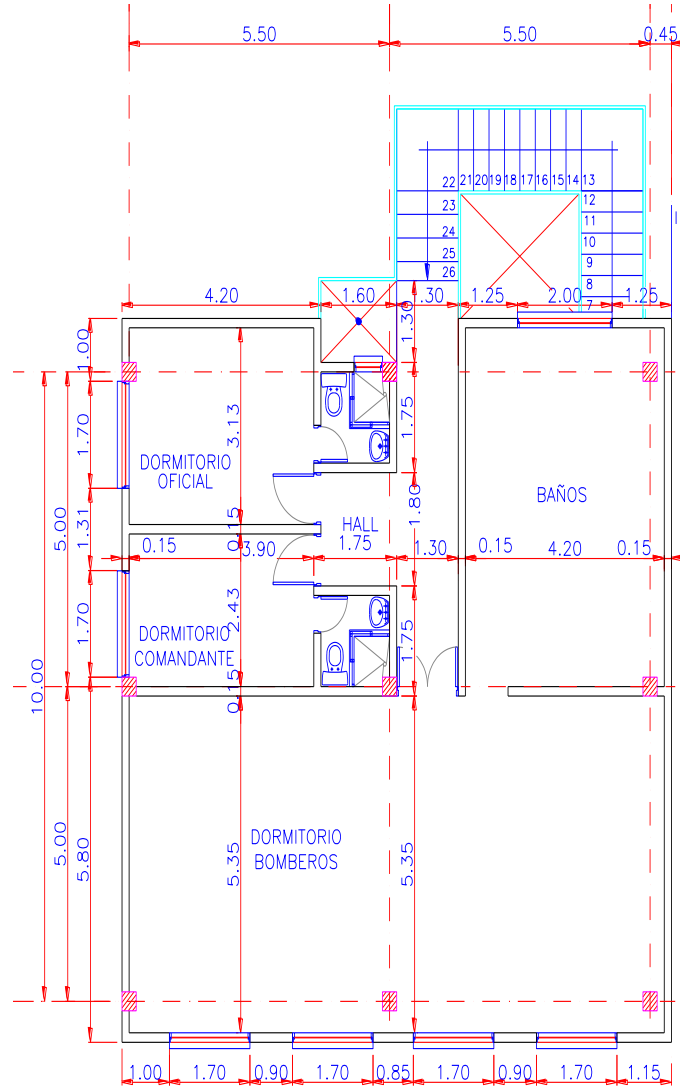 5.50 5.50 0.45
22 21 20 19 18 17 16 15 14 13
23 12
24 11
25 10
26 9
8
7
4.20 1.60 1.30 1.25 2.00 1.25
1.30
1.00
1.70
3.13
1.75
DORMITORIO
OFICIAL
BAÑOS
1.80
HALL
5.00
1.31
0.15
0.15 3.90 1.75 1.30 0.15 4.20 0.15
1.70
2.43
DORMITORIO
COMANDANTE
1.75
10.00
0.15
DORMITORIO
BOMBEROS
5.00
5.80
5.35
5.35
1.00 1.70 0.90 1.70 0.85 1.70 0.90 1.70 1.15